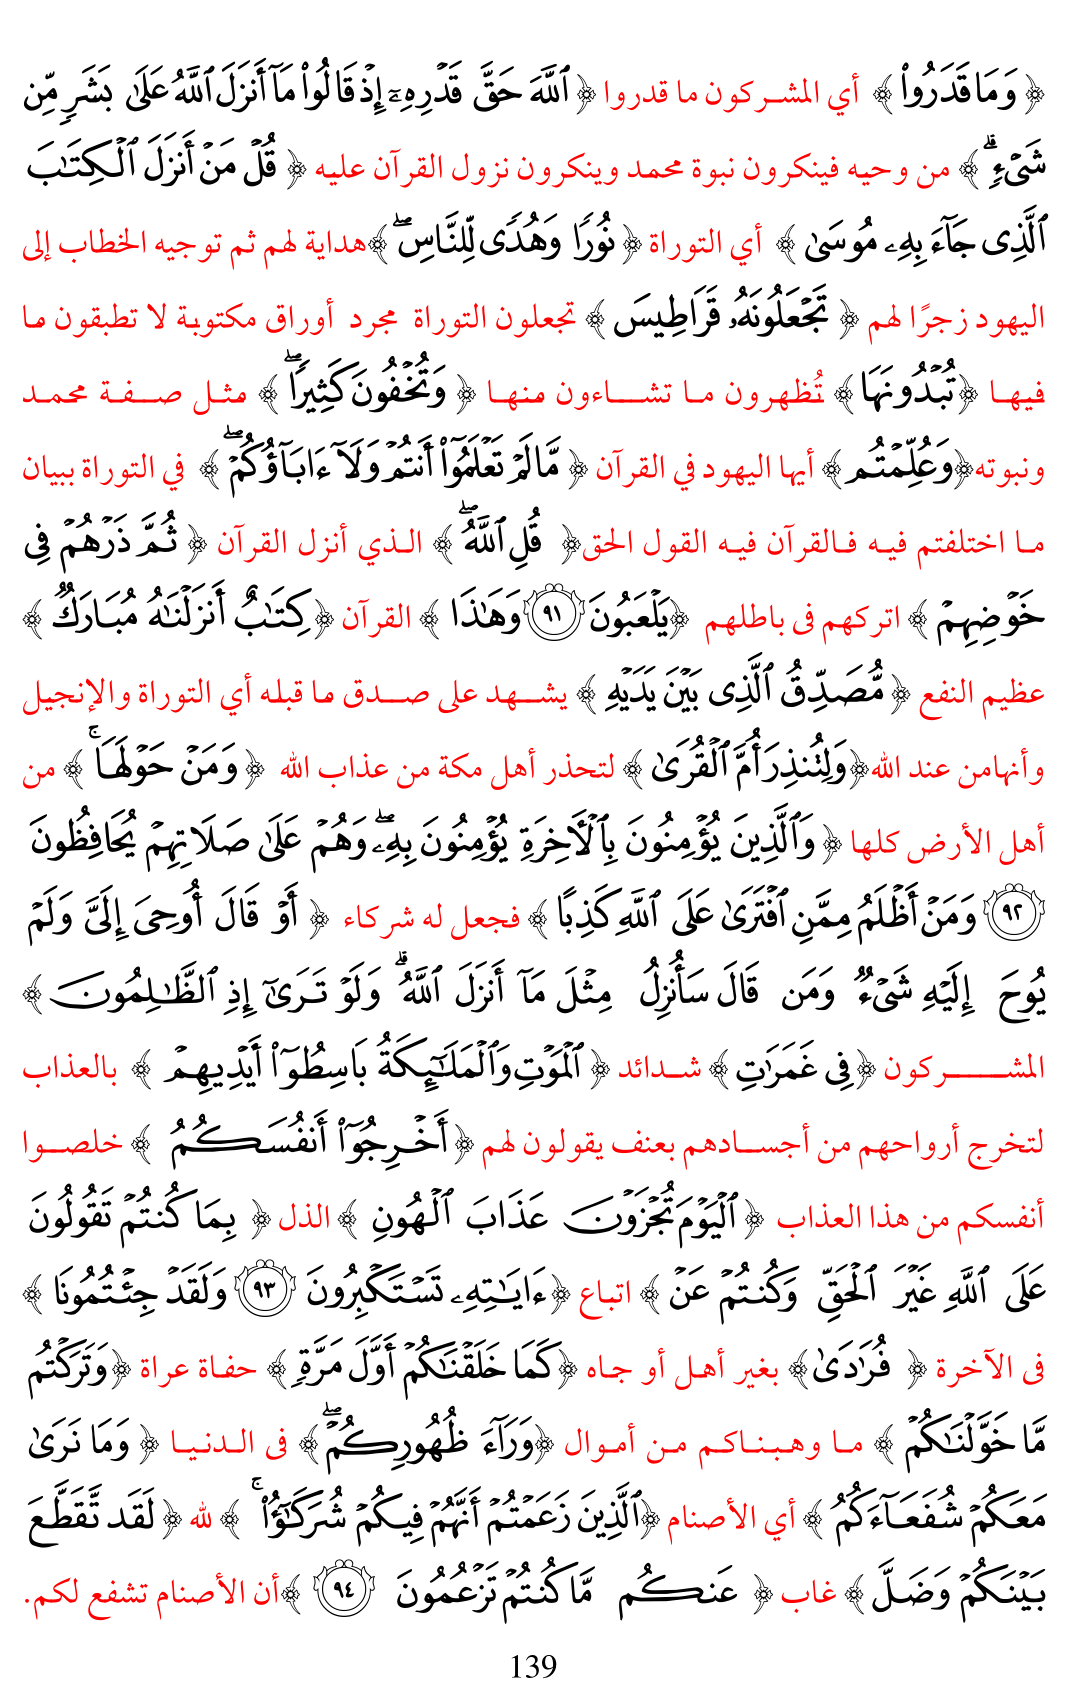 ﴿ وَمَا قَدَرُوا۟ ﴾ أي المشركون ما قدروا ﴿ ٱللَّهَ حَقَّ قَدْرِهِۦٓ إِذْ قَالُوا۟ مَآ أَنزَلَ ٱللَّهُ عَلَىٰ بَشَرٍ مِّن
شَىْءٍ ۗ ﴾ من وحيه فينكرون نبوة محمد وينكرون نزول القرآن عليه ﴿ قُلْ مَنْ أَنزَلَ ٱلْكِتَـٰبَ
ٱلَّذِى جَآءَ بِهِۦ مُوسَىٰ ﴾ أي التوراة ﴿ نُورًا وَهُدًى لِّلنَّاسِ ۖ ﴾هداية لهم ثم توجيه الخطاب إلى
اليهود زجرًا لهم ﴿ تَجْعَلُونَهُۥ قَرَاطِيسَ ﴾ تجعلون التوراة مجرد أوراق مكتوبة لا تطبقون ما
فيها ﴿تُبْدُونَهَا﴾ تُظهرون ما تشاءون منها ﴿ وَتُخْفُونَ كَثِيرًا ۖ ﴾ مثل صفة محمد
ونبوته﴿وَعُلِّمْتُم ﴾ أيها اليهود في القرآن ﴿ مَّا لَمْ تَعْلَمُوٓا۟ أَنتُمْ وَلَآ ءَابَآؤُكُمْ ۖ ﴾ في التوراة ببيان
ما اختلفتم فيه فالقرآن فيه القول الحق﴿ قُلِ ٱللَّهُ ۖ ﴾ الذي أنزل القرآن ﴿ ثُمَّ ذَرْهُمْ فِى
خَوْضِهِمْ ﴾ اتركهم فى باطلهم ﴿يَلْعَبُونَ ٩١ وَهَـٰذَا ﴾ القرآن ﴿كِتَـٰبٌ أَنزَلْنَـٰهُ مُبَارَكٌ ﴾
عظيم النفع ﴿ مُّصَدِّقُ ٱلَّذِى بَيْنَ يَدَيْهِ ﴾ يشهد على صدق ما قبله أي التوراة والإنجيل
وأنهامن عند الله﴿وَلِتُنذِرَ أُمَّ ٱلْقُرَىٰ ﴾ لتحذر أهل مكة من عذاب الله ﴿ وَمَنْ حَوْلَهَا ۚ ﴾ من
أهل الأرض كلها ﴿ وَٱلَّذِينَ يُؤْمِنُونَ بِٱلْـَٔاخِرَةِ يُؤْمِنُونَ بِهِۦ ۖ وَهُمْ عَلَىٰ صَلَاتِهِمْ يُحَافِظُونَ
٩٢ وَمَنْ أَظْلَمُ مِمَّنِ ٱفْتَرَىٰ عَلَى ٱللَّهِ كَذِبًا ﴾ فجعل له شركاء ﴿ أَوْ قَالَ أُوحِىَ إِلَىَّ وَلَمْ
يُوحَ إِلَيْهِ شَىْءٌ وَمَن قَالَ سَأُنزِلُ مِثْلَ مَآ أَنزَلَ ٱللَّهُ ۗ وَلَوْ تَرَىٰٓ إِذِ ٱلظَّـٰلِمُونَ ﴾
المشركون ﴿فِى غَمَرَٰتِ ﴾ شدائد ﴿ ٱلْمَوْتِ وَٱلْمَلَـٰٓئِكَةُ بَاسِطُوٓا۟ أَيْدِيهِمْ ﴾ بالعذاب
لتخرج أرواحهم من أجسادهم بعنف يقولون لهم ﴿أَخْرِجُوٓا۟ أَنفُسَكُمُ ﴾ خلصوا
أنفسكم من هذا العذاب ﴿ ٱلْيَوْمَ تُجْزَوْنَ عَذَابَ ٱلْهُونِ ﴾ الذل ﴿ بِمَا كُنتُمْ تَقُولُونَ
عَلَى ٱللَّهِ غَيْرَ ٱلْحَقِّ وَكُنتُمْ عَنْ ﴾ اتباع ﴿ءَايَـٰتِهِۦ تَسْتَكْبِرُونَ ٩٣ وَلَقَدْ جِئْتُمُونَا ﴾
فى الآخرة ﴿ فُرَٰدَىٰ﴾ بغير أهل أو جاه ﴿كَمَا خَلَقْنَـٰكُمْ أَوَّلَ مَرَّةٍ ﴾ حفاة عراة ﴿وَتَرَكْتُم
مَّا خَوَّلْنَـٰكُمْ ﴾ ما وهبناكم من أموال ﴿وَرَآءَ ظُهُورِكُمْ ۖ ﴾ فى الدنيا ﴿ وَمَا نَرَىٰ
مَعَكُمْ شُفَعَآءَكُمُ ﴾ أي الأصنام ﴿ٱلَّذِينَ زَعَمْتُمْ أَنَّهُمْ فِيكُمْ شُرَكَـٰٓؤُا۟ ۚ ﴾ لله ﴿ لَقَد تَّقَطَّعَ
بَيْنَكُمْ وَضَلَّ ﴾ غاب ﴿ عَنكُم مَّا كُنتُمْ تَزْعُمُونَ ٩٤ ﴾أن الأصنام تشفع لكم.
139